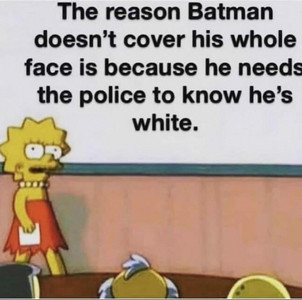 The reason Batman
doesn't cover his whole
face is because he needs
the police to know he's
white.